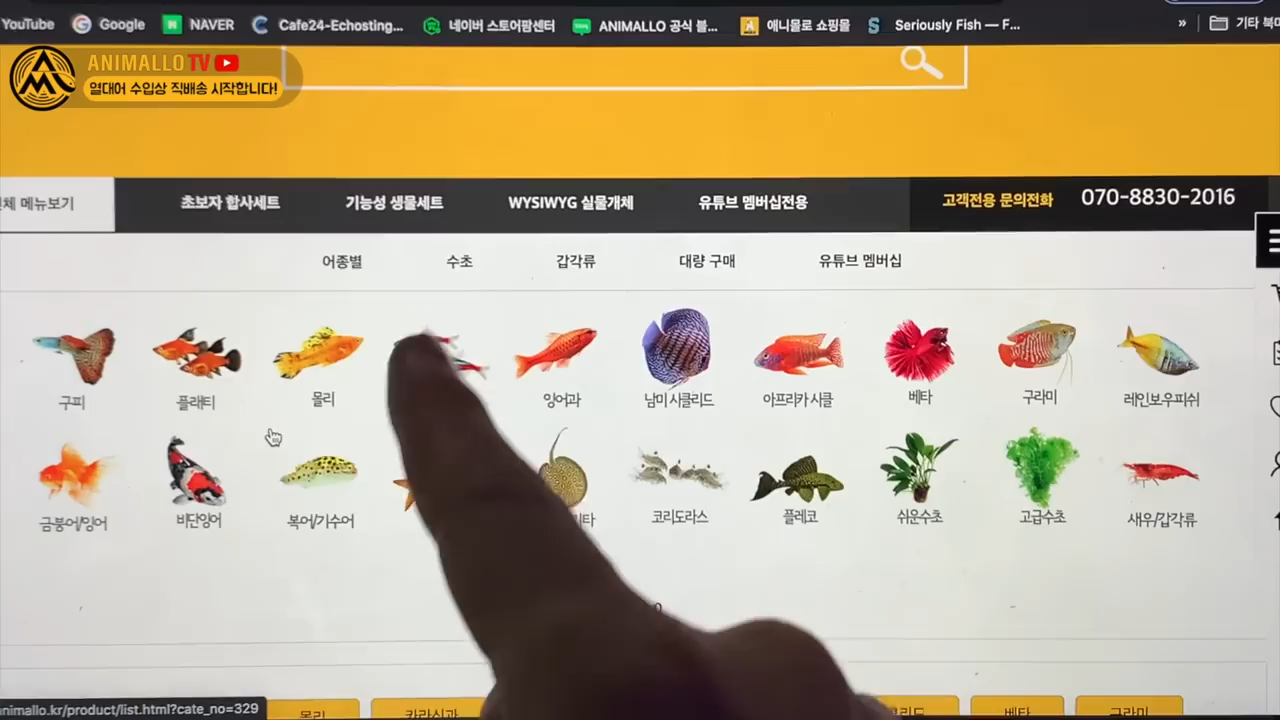 YouTube
Google
NAVER
Cafe24-Echosting...
네이버 스토어팜센터
ANIMALLO 공식 블...
애니몰로 쇼핑몰
Seriously Fish — F...
»
기타 북마
ANIMALLO TV
열대어 수입상 직배송 시작합니다!
전체 메뉴보기
초보자 합사세트
기능성 생물세트
WYSIWYG 실물개체
유튜브 멤버십전용
고객전용 문의전화
070-8830-2016
어종별
수초
갑각류
대량 구매
유튜브 멤버십
구피
플래티
몰리
잉어과
남미 시클리드
아프리카 시클
베타
구라미
레인보우피쉬
금붕어/잉어
비단잉어
복어/기수어
코리도라스
플레코
쉬운수초
고급수초
새우/갑각류
animallo.kr/product/list.html?cate_no=329
몰리
카라신과
베타
구라미